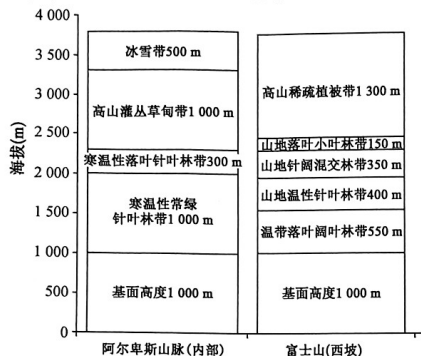 海拔(m)
4 000
3 500
3 000
2 500
2 000
1 500
1 000
500
0
冰雪带500 m
高山灌丛草甸带1 000 m
寒温性落叶针叶林带300 m
寒温性常绿
针叶林带1 000 m
基面高度1 000 m
阿尔卑斯山脉(内部)
高山稀疏植被带1 300 m
山地落叶小叶林带150 m
山地针阔混交林带350 m
山地温性针叶林带400 m
温带落叶阔叶林带550 m
基面高度1 000 m
富士山(西坡)